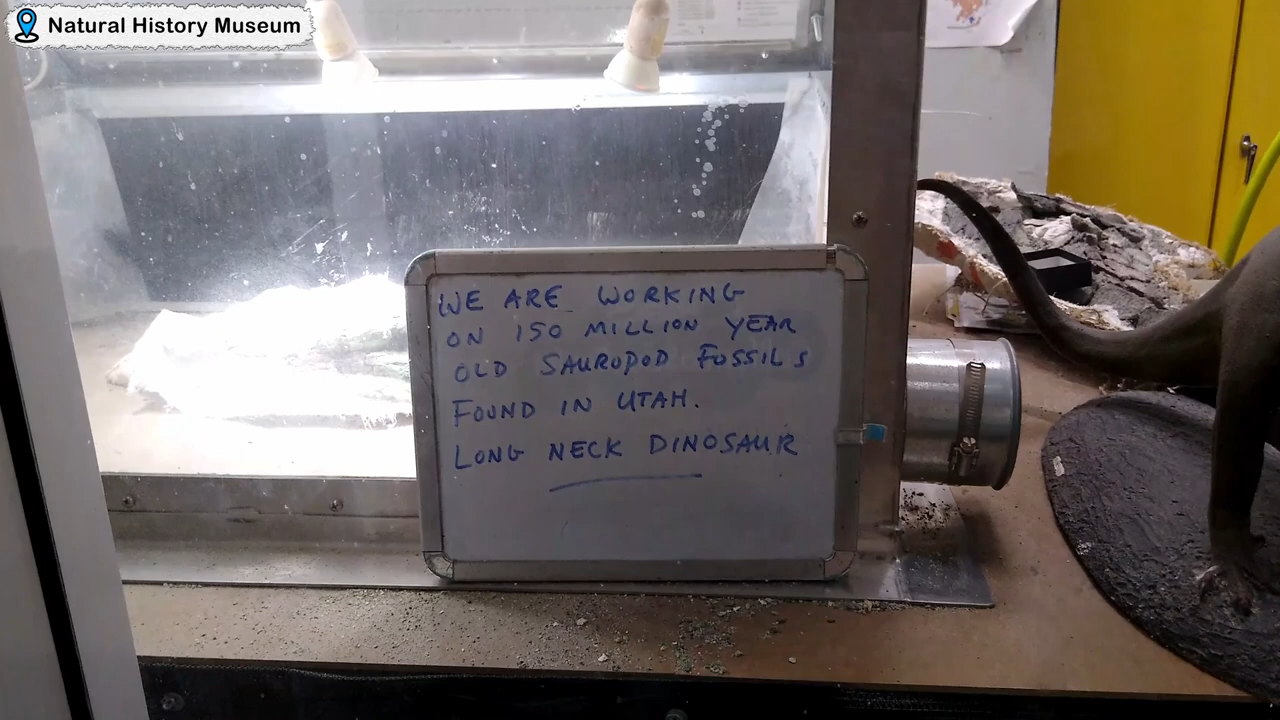 Natural History Museum
WE ARE WORKING
ON 150 MILLION YEAR
OLD SAUROPOD FOSSILS
FOUND IN UTAH.
LONG NECK DINOSAUR